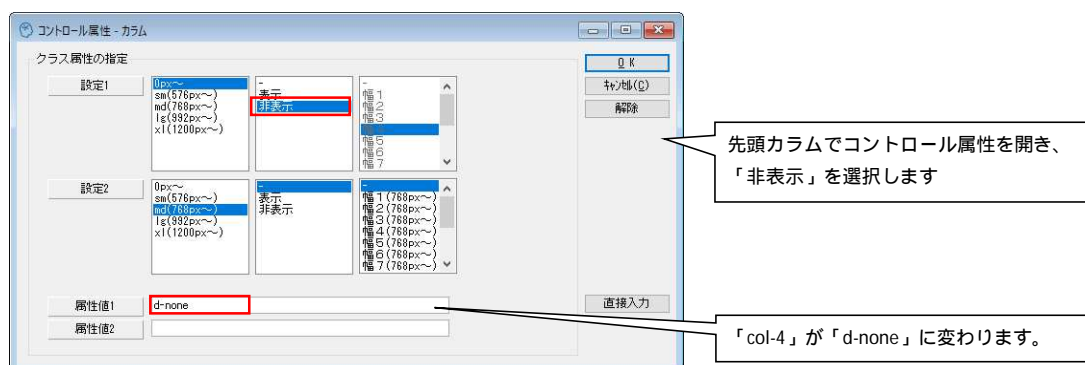 コントロール属性 - カラム
クラス属性の指定
設定1
0px～
sm(576px～)
md(768px～)
lg(992px～)
xl(1200px～)
-
表示
非表示
-
幅1
幅2
幅3
幅5
幅6
幅7
ＯＫ
ｷｬﾝｾﾙ(C)
解除
設定2
0px～
sm(576px～)
md(768px～)
lg(992px～)
xl(1200px～)
-
表示
非表示
-
幅1(768px～)
幅2(768px～)
幅3(768px～)
幅4(768px～)
幅5(768px～)
幅6(768px～)
幅7(768px～)
属性値1
d-none
直接入力
属性値2
先頭カラムでコントロール属性を開き、
「非表示」を選択します
「col-4」が「d-none」に変わります。